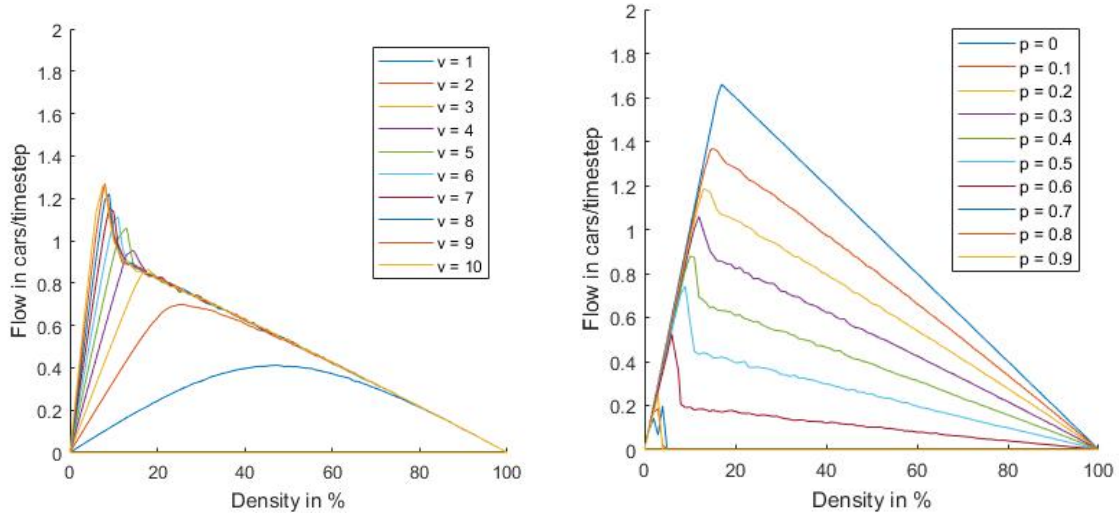 2
1.8
1.6
1.4
1.2
1
0.8
0.6
0.4
0.2
0
0 20 40 60 80 100
Flow in cars/timestep
Density in %
v = 1
v = 2
v = 3
v = 4
v = 5
v = 6
v = 7
v = 8
v = 9
v = 10
2
1.8
1.6
1.4
1.2
1
0.8
0.6
0.4
0.2
0
0 20 40 60 80 100
Flow in cars/timestep
Density in %
p = 0
p = 0.1
p = 0.2
p = 0.3
p = 0.4
p = 0.5
p = 0.6
p = 0.7
p = 0.8
p = 0.9